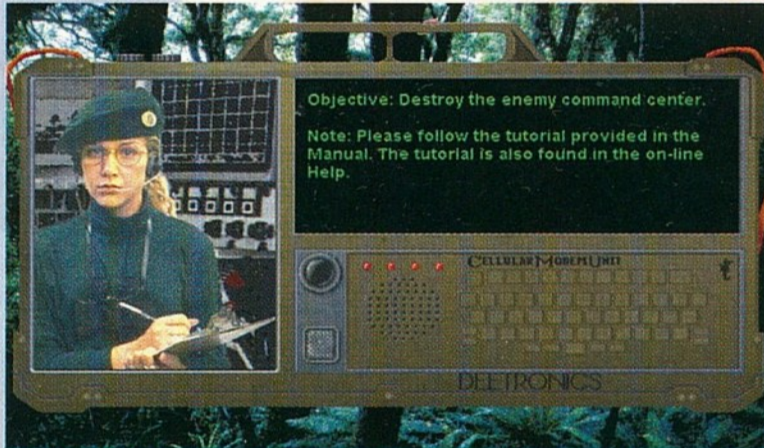 Objective: Destroy the enemy command center.
Note: Please follow the tutorial provided in the
Manual. The tutorial is also found in the on-line
Help.
CELLULAR MODEM UNIT
DEETRONICS